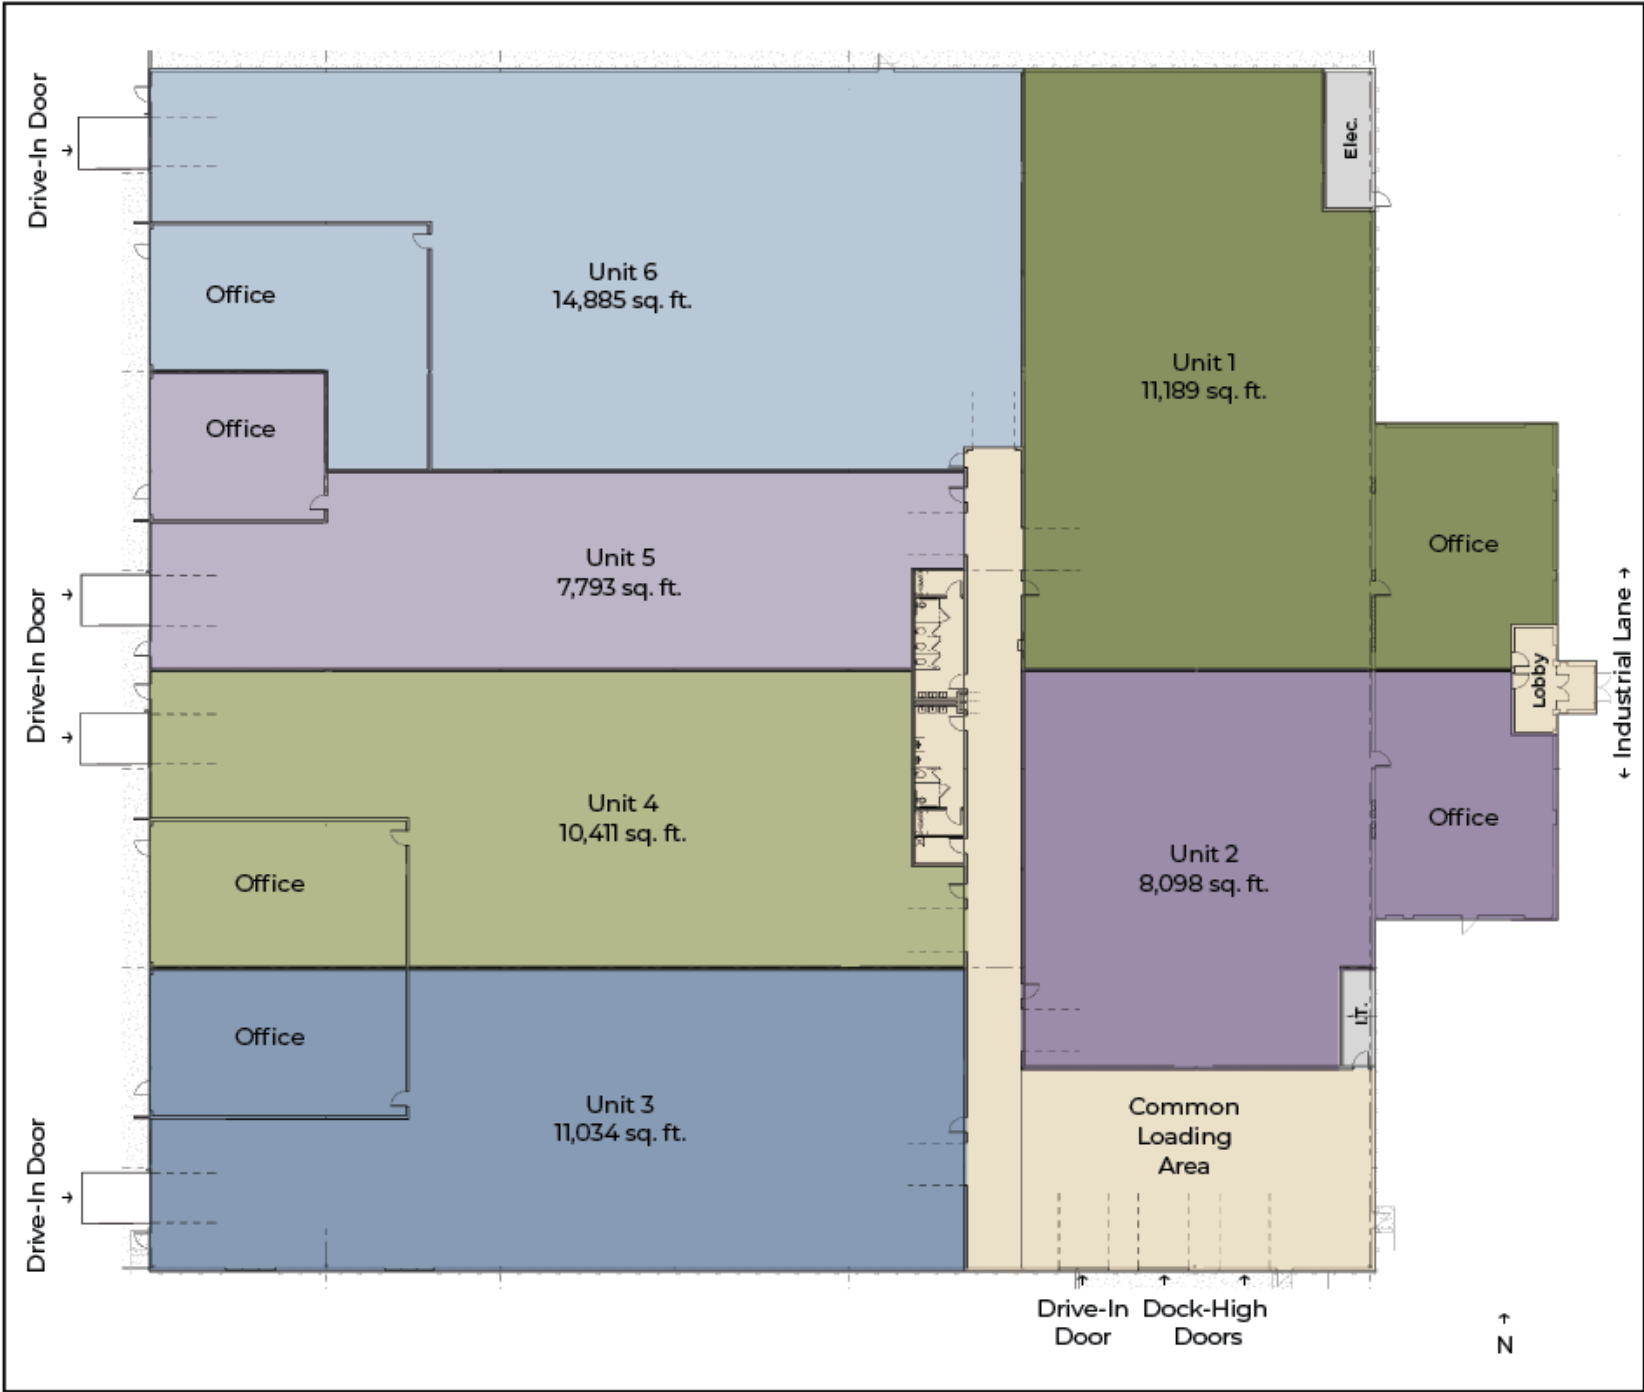 Drive-In Door
→
Elec.
Unit 6
14,885 sq. ft.
Office
Unit 1
11,189 sq. ft.
Office
Office
Unit 5
7,793 sq. ft.
Drive-In Door
→
→
Lobby
← Industrial Lane →
Unit 4
10,411 sq. ft.
Office
Office
Unit 2
8,098 sq. ft.
I.T.
Office
Unit 3
11,034 sq. ft.
Common
Loading
Area
Drive-In Door
→
↑ ↑ ↑
Drive-In Dock-High
Door Doors
↑
N